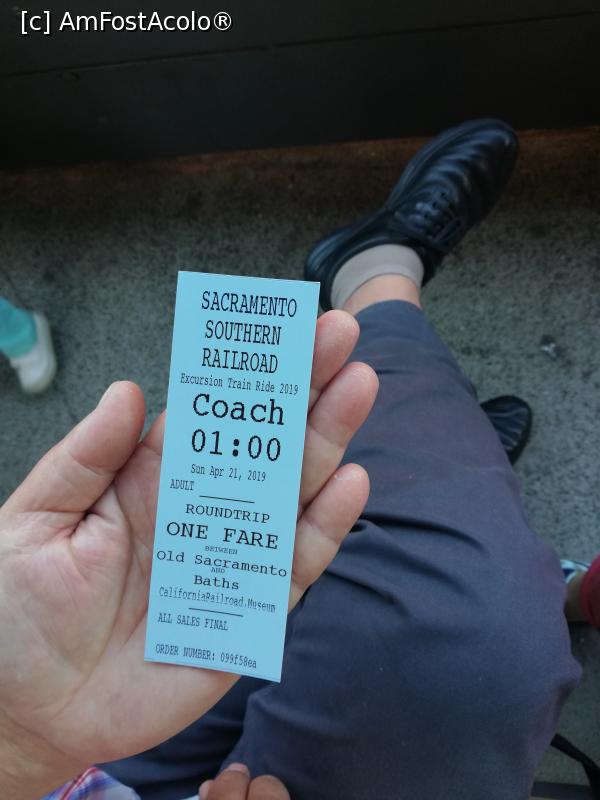 [c] AmFostAcolo®
SACRAMENTO
SOUTHERN
RAILROAD
Excursion Train Ride 2019
Coach
01:00
Sun Apr 21, 2019
ADULT
ROUNDTRIP
ONE FARE
BETWEEN
Old Sacramento
AND
Baths
CaliforniaRailroad.Museum
ALL SALES FINAL
ORDER NUMBER: 099f58ea